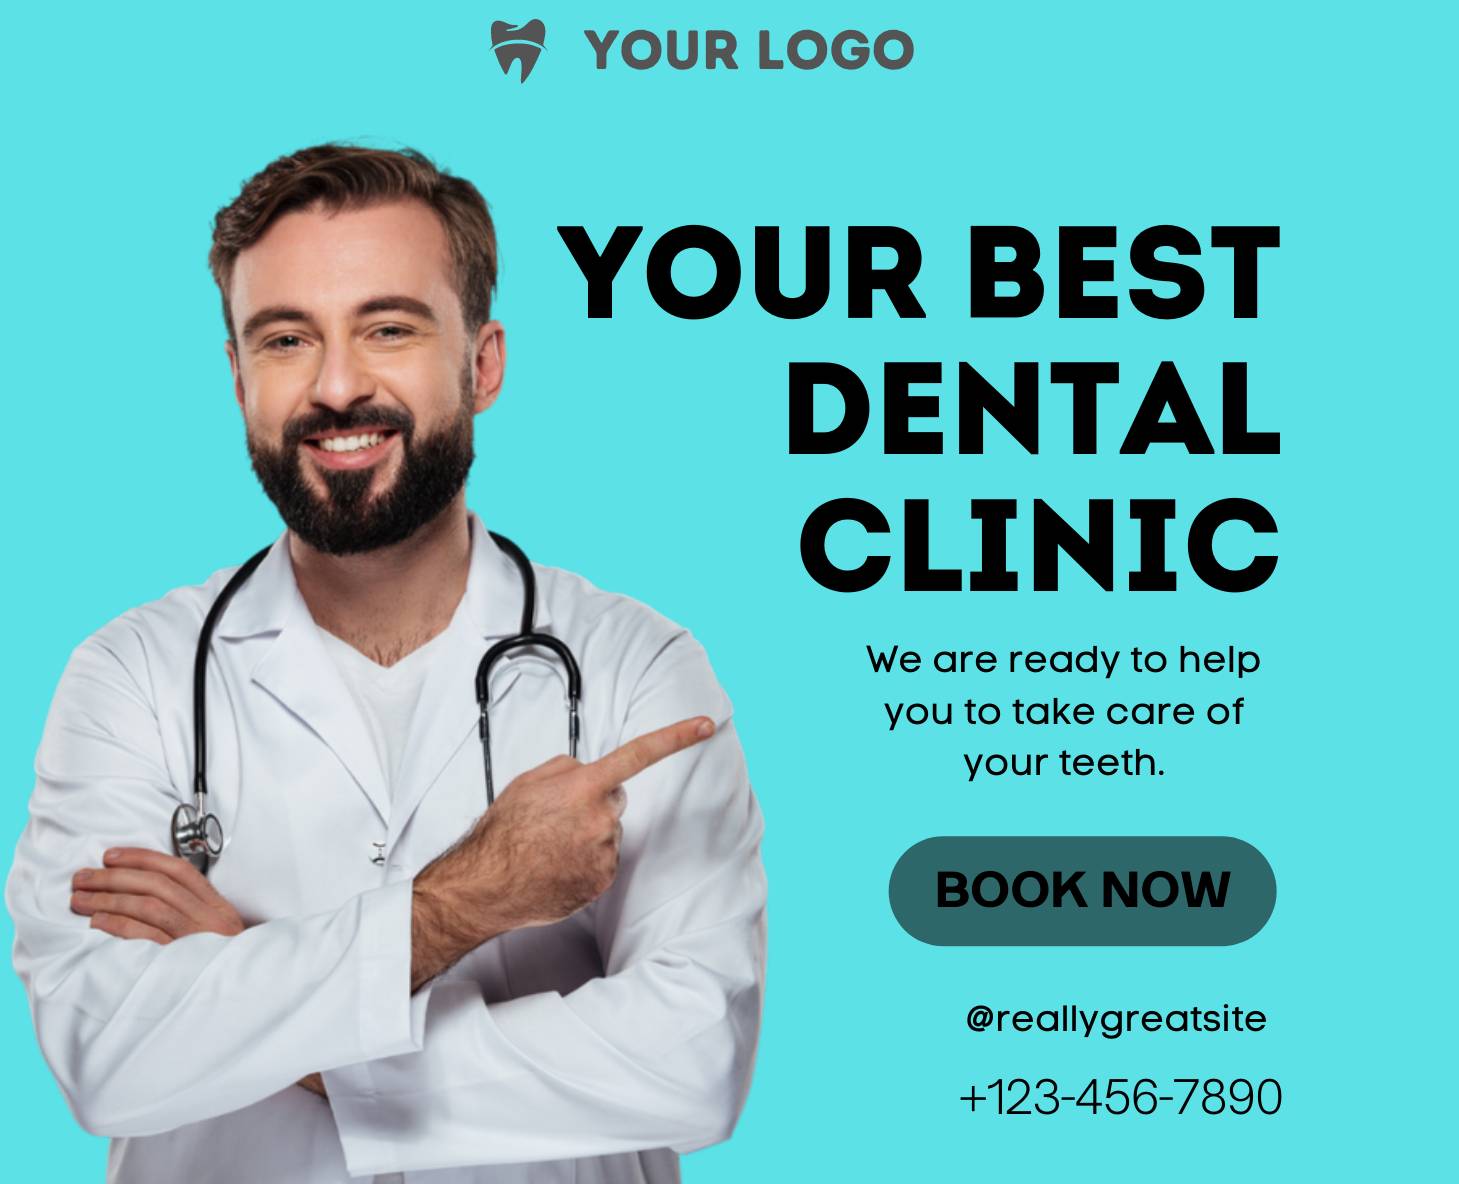 YOUR LOGO
YOUR BEST
DENTAL
CLINIC
We are ready to help
you to take care of
your teeth.
BOOK NOW
@reallygreatsite
+123-456-7890